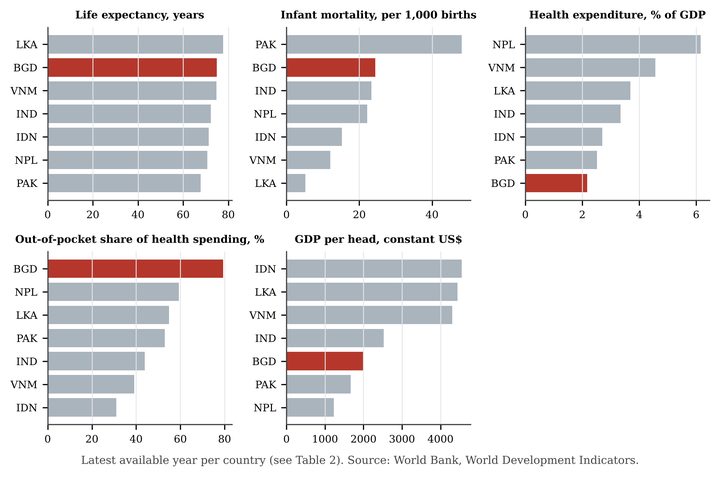 Life expectancy, years
LKA
BGD
VNM
IND
IDN
NPL
PAK
0 20 40 60 80
Infant mortality, per 1,000 births
PAK
BGD
IND
NPL
IDN
VNM
LKA
0 20 40
Health expenditure, % of GDP
NPL
VNM
LKA
IND
IDN
PAK
BGD
0 2 4 6
Out-of-pocket share of health spending, %
BGD
NPL
LKA
PAK
IND
VNM
IDN
0 20 40 60 80
GDP per head, constant US$
IDN
LKA
VNM
IND
BGD
PAK
NPL
0 1000 2000 3000 4000
Latest available year per country (see Table 2). Source: World Bank, World Development Indicators.